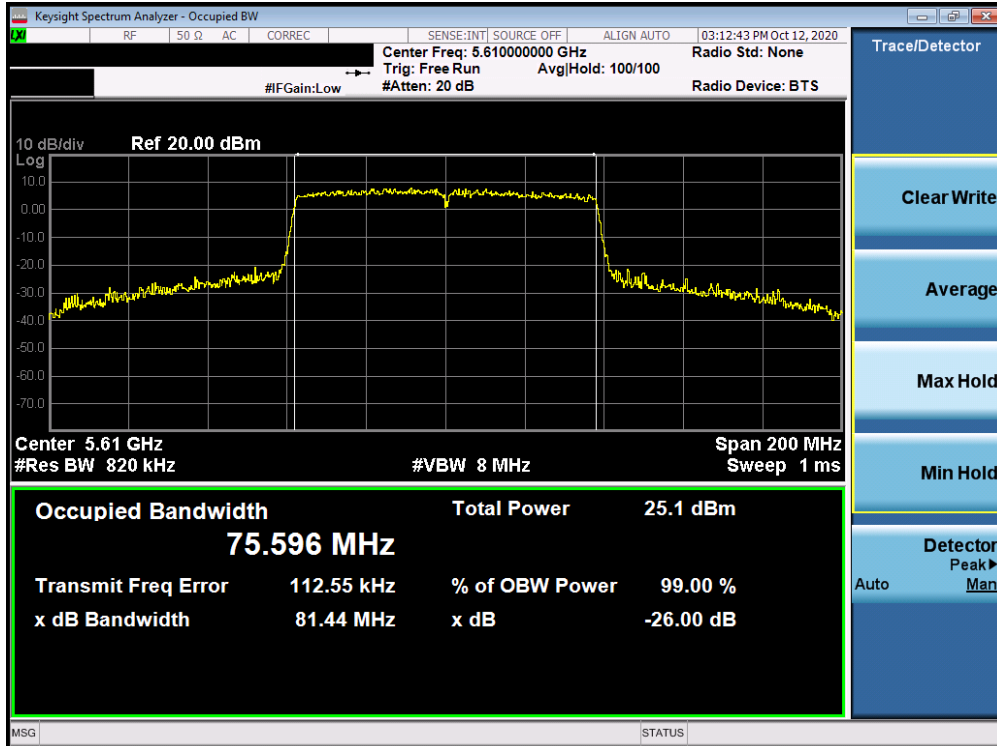 Keysight Spectrum Analyzer - Occupied BW
LXI RF 50 Ω AC CORREC SENSE:INT SOURCE OFF ALIGN AUTO 03:12:43 PM Oct 12, 2020
Center Freq: 5.610000000 GHz Radio Std: None
Trig: Free Run Avg|Hold: 100/100
#IFGain:Low #Atten: 20 dB Radio Device: BTS
Trace/Detector
10 dB/div Ref 20.00 dBm
Log
10.0
0.00
-10.0
-20.0
-30.0
-40.0
-50.0
-60.0
-70.0
Center 5.61 GHz Span 200 MHz
#Res BW 820 kHz #VBW 8 MHz Sweep 1 ms
Occupied Bandwidth Total Power 25.1 dBm
75.596 MHz
Transmit Freq Error 112.55 kHz % of OBW Power 99.00 %
x dB Bandwidth 81.44 MHz x dB -26.00 dB
Clear Write
Average
Max Hold
Min Hold
Detector
Peak▶
Auto Man
MSG STATUS